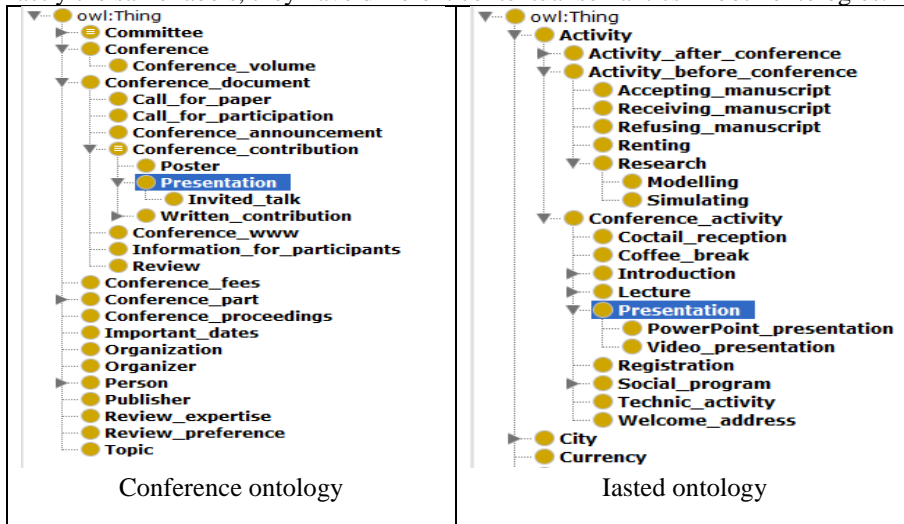 owl:Thing
Committee
Conference
Conference_volume
Conference_document
Call_for_paper
Call_for_participation
Conference_announcement
Conference_contribution
Poster
Presentation
Invited_talk
Written_contribution
Conference_www
Information_for_participants
Review
Conference_fees
Conference_part
Conference_proceedings
Important_dates
Organization
Organizer
Person
Publisher
Review_expertise
Review_preference
Topic
Conference ontology
owl:Thing
Activity
Activity_after_conference
Activity_before_conference
Accepting_manuscript
Receiving_manuscript
Refusing_manuscript
Renting
Research
Modelling
Simulating
Conference_activity
Coctail_reception
Coffee_break
Introduction
Lecture
Presentation
PowerPoint_presentation
Video_presentation
Registration
Social_program
Technic_activity
Welcome_address
City
Currency
Iasted ontology